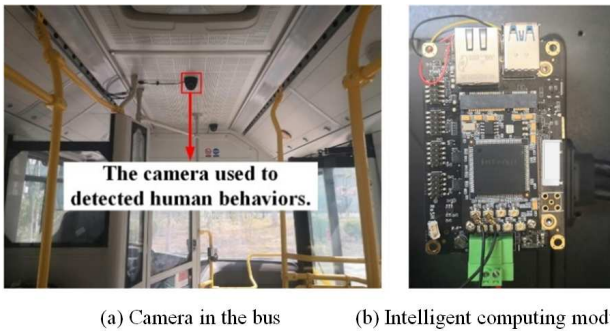 The camera used to
detected human behaviors.
(a) Camera in the bus
(b) Intelligent computing mod